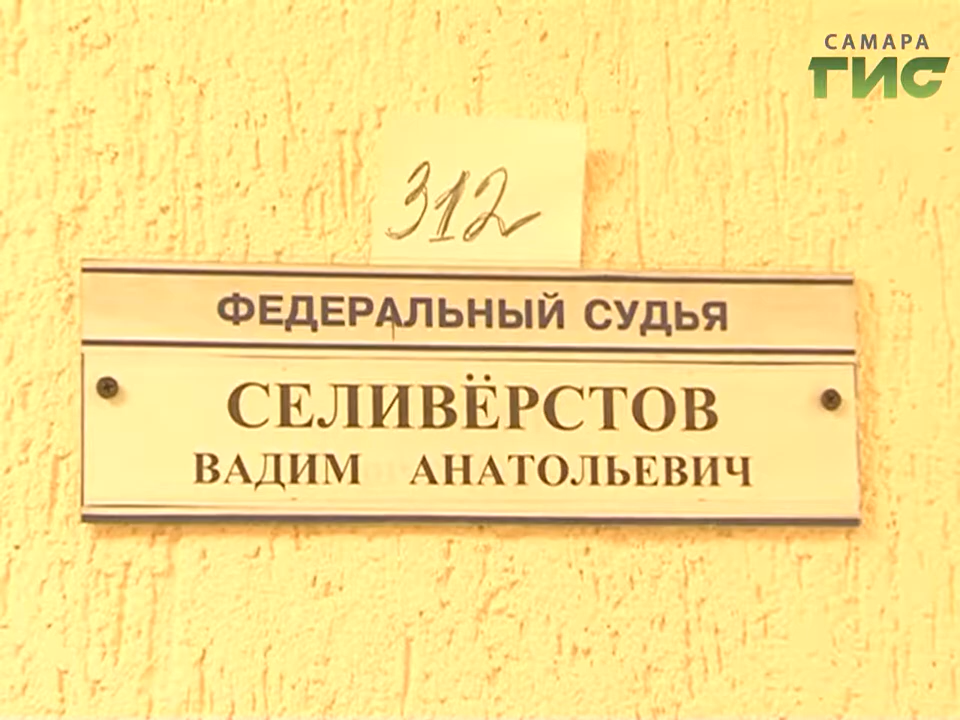 САМАРА
ГИС
312
ФЕДЕРАЛЬНЫЙ СУДЬЯ
СЕЛИВЁРСТОВ
ВАДИМ АНАТОЛЬЕВИЧ